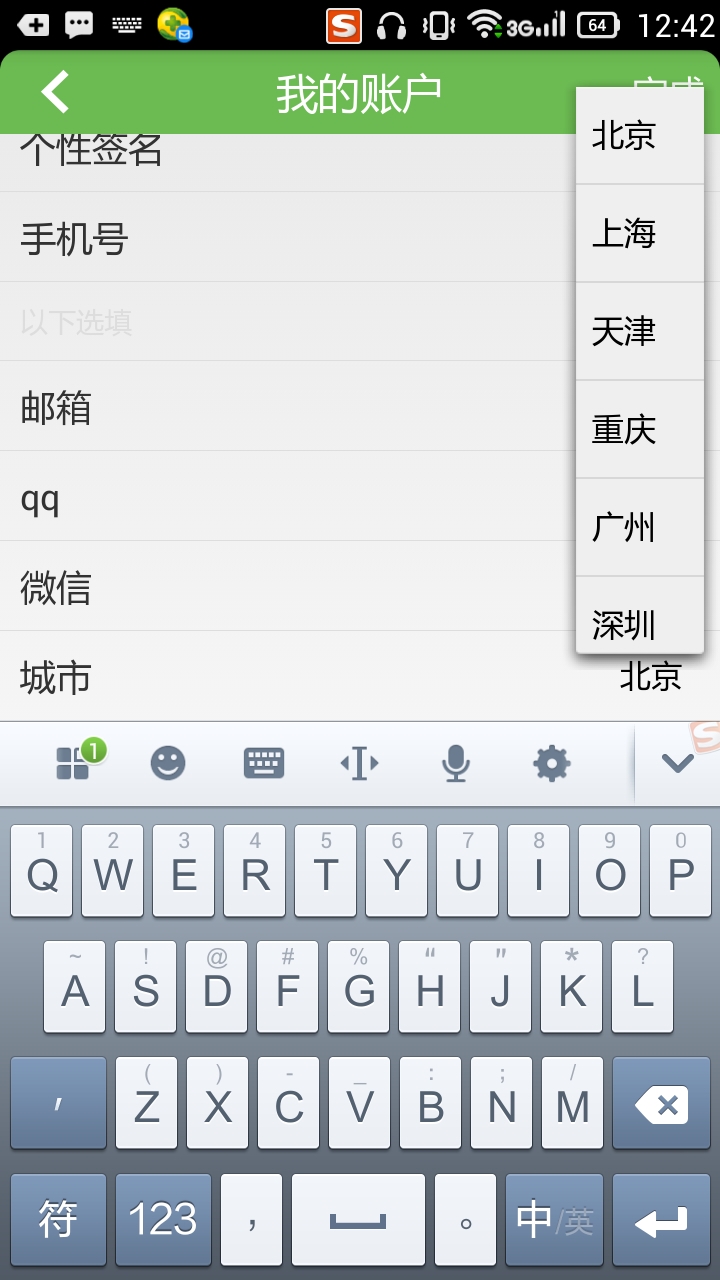 S 3G 64 12:42
我的账户
完成
个性签名
手机号
以下选填
邮箱
qq
微信
城市
北京
北京
上海
天津
重庆
广州
深圳
1
S
1 2 3 4 5 6 7 8 9 0
Q W E R T Y U I O P
~ ! @ # % “ ” * ?
A S D F G H J K L
( ) - _ : ; /
' Z X C V B N M
符 123 , 。 中/英